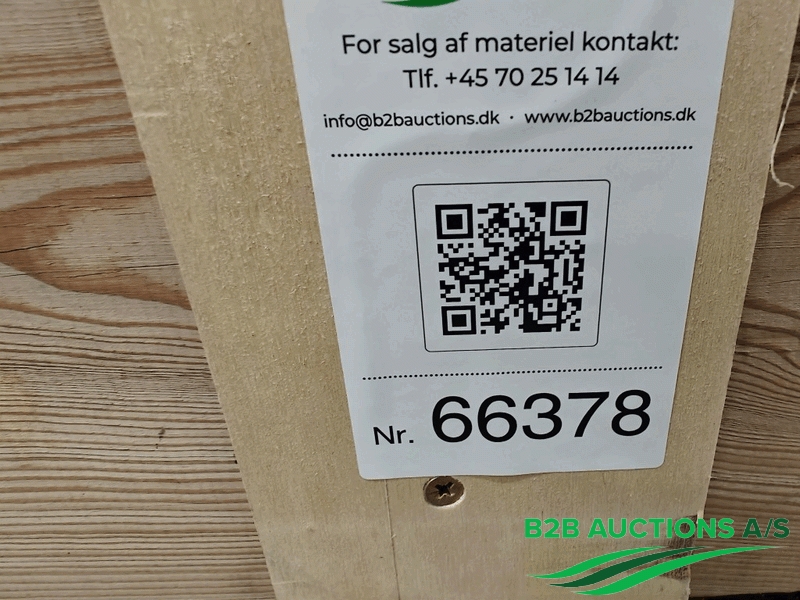 For salg af materiel kontakt:
Tlf. +45 70 25 14 14
info@b2bauctions.dk · www.b2bauctions.dk
Nr. 66378
B2B AUCTIONS A/S